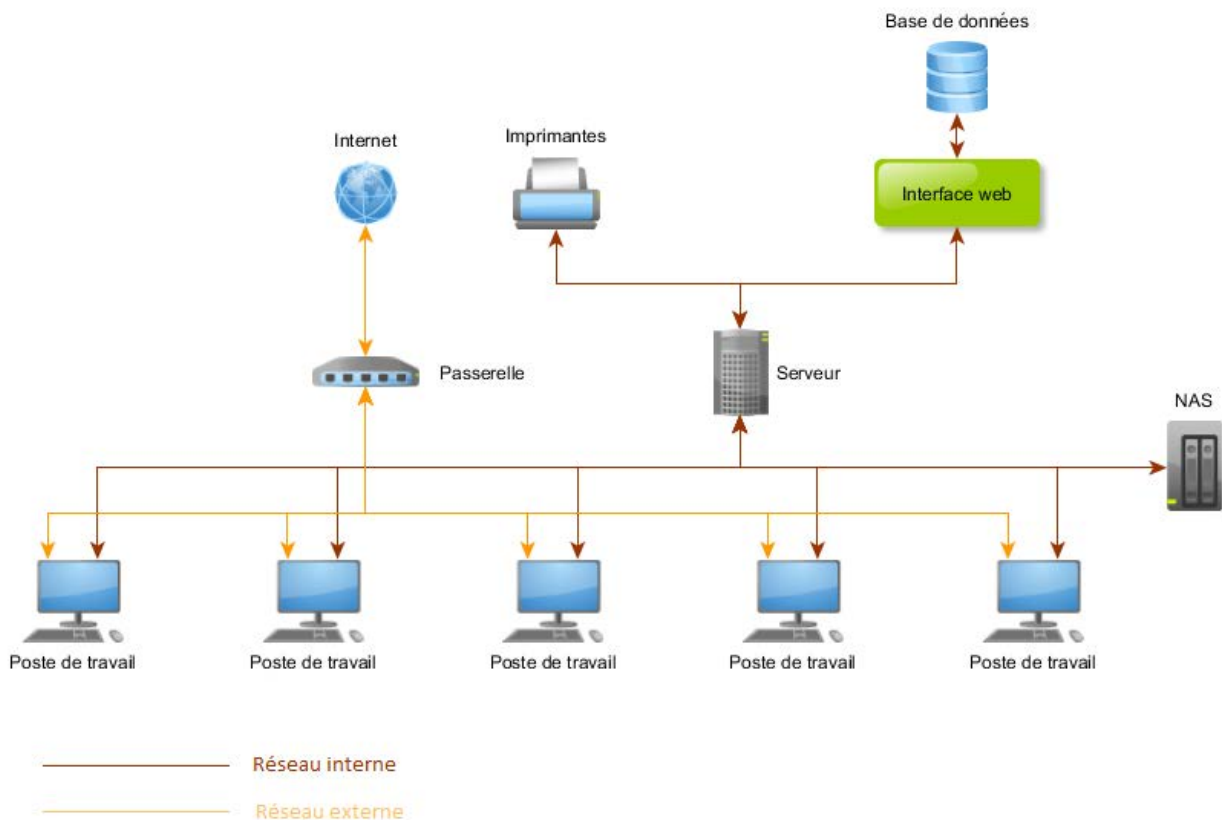 Base de données
Internet
Imprimantes
Interface web
Passerelle
Serveur
NAS
Poste de travail
Poste de travail
Poste de travail
Poste de travail
Poste de travail
Réseau interne
Réseau externe